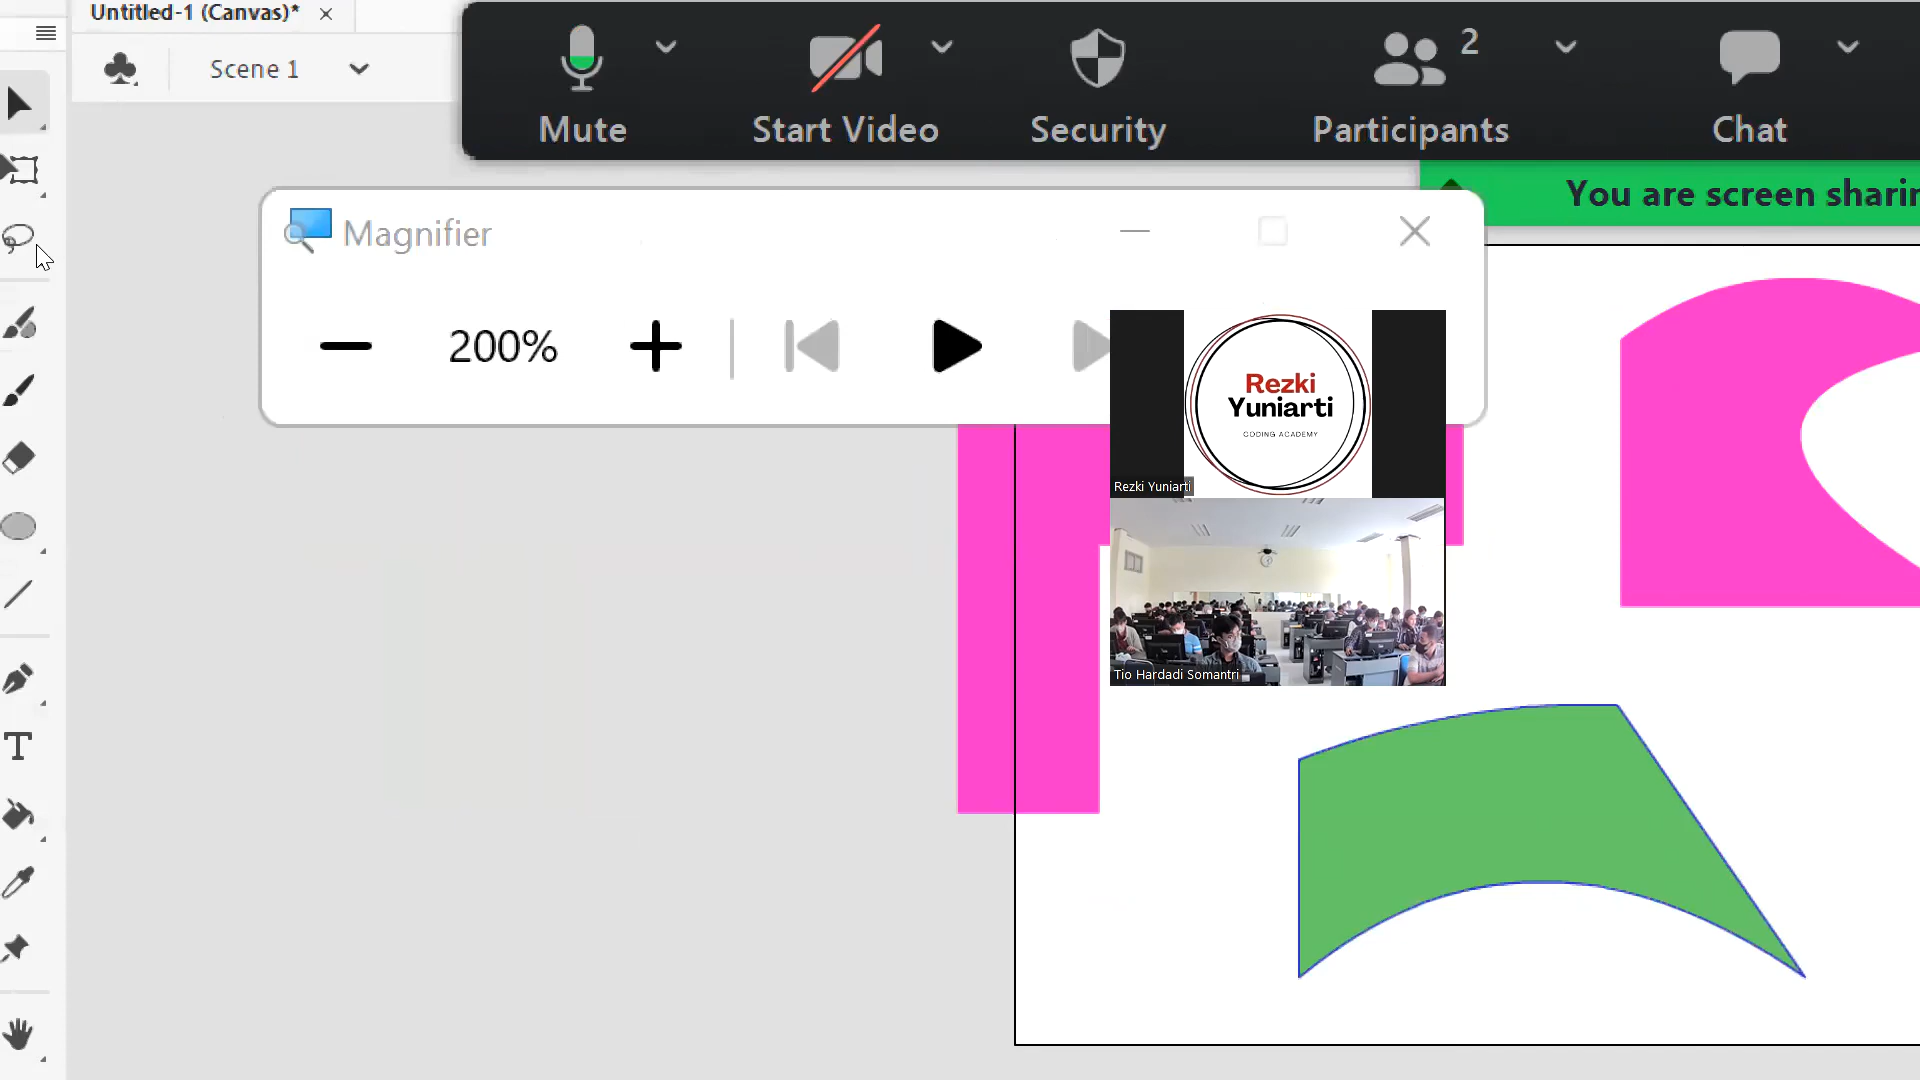 Untitled-1 (Canvas)*
Scene 1
Mute
Start Video
Security
2
Participants
Chat
You are screen sharin
Magnifier
200%
Rezki
Yuniarti
CODING ACADEMY
Rezki Yuniarti
Tio Hardadi Somantri
T